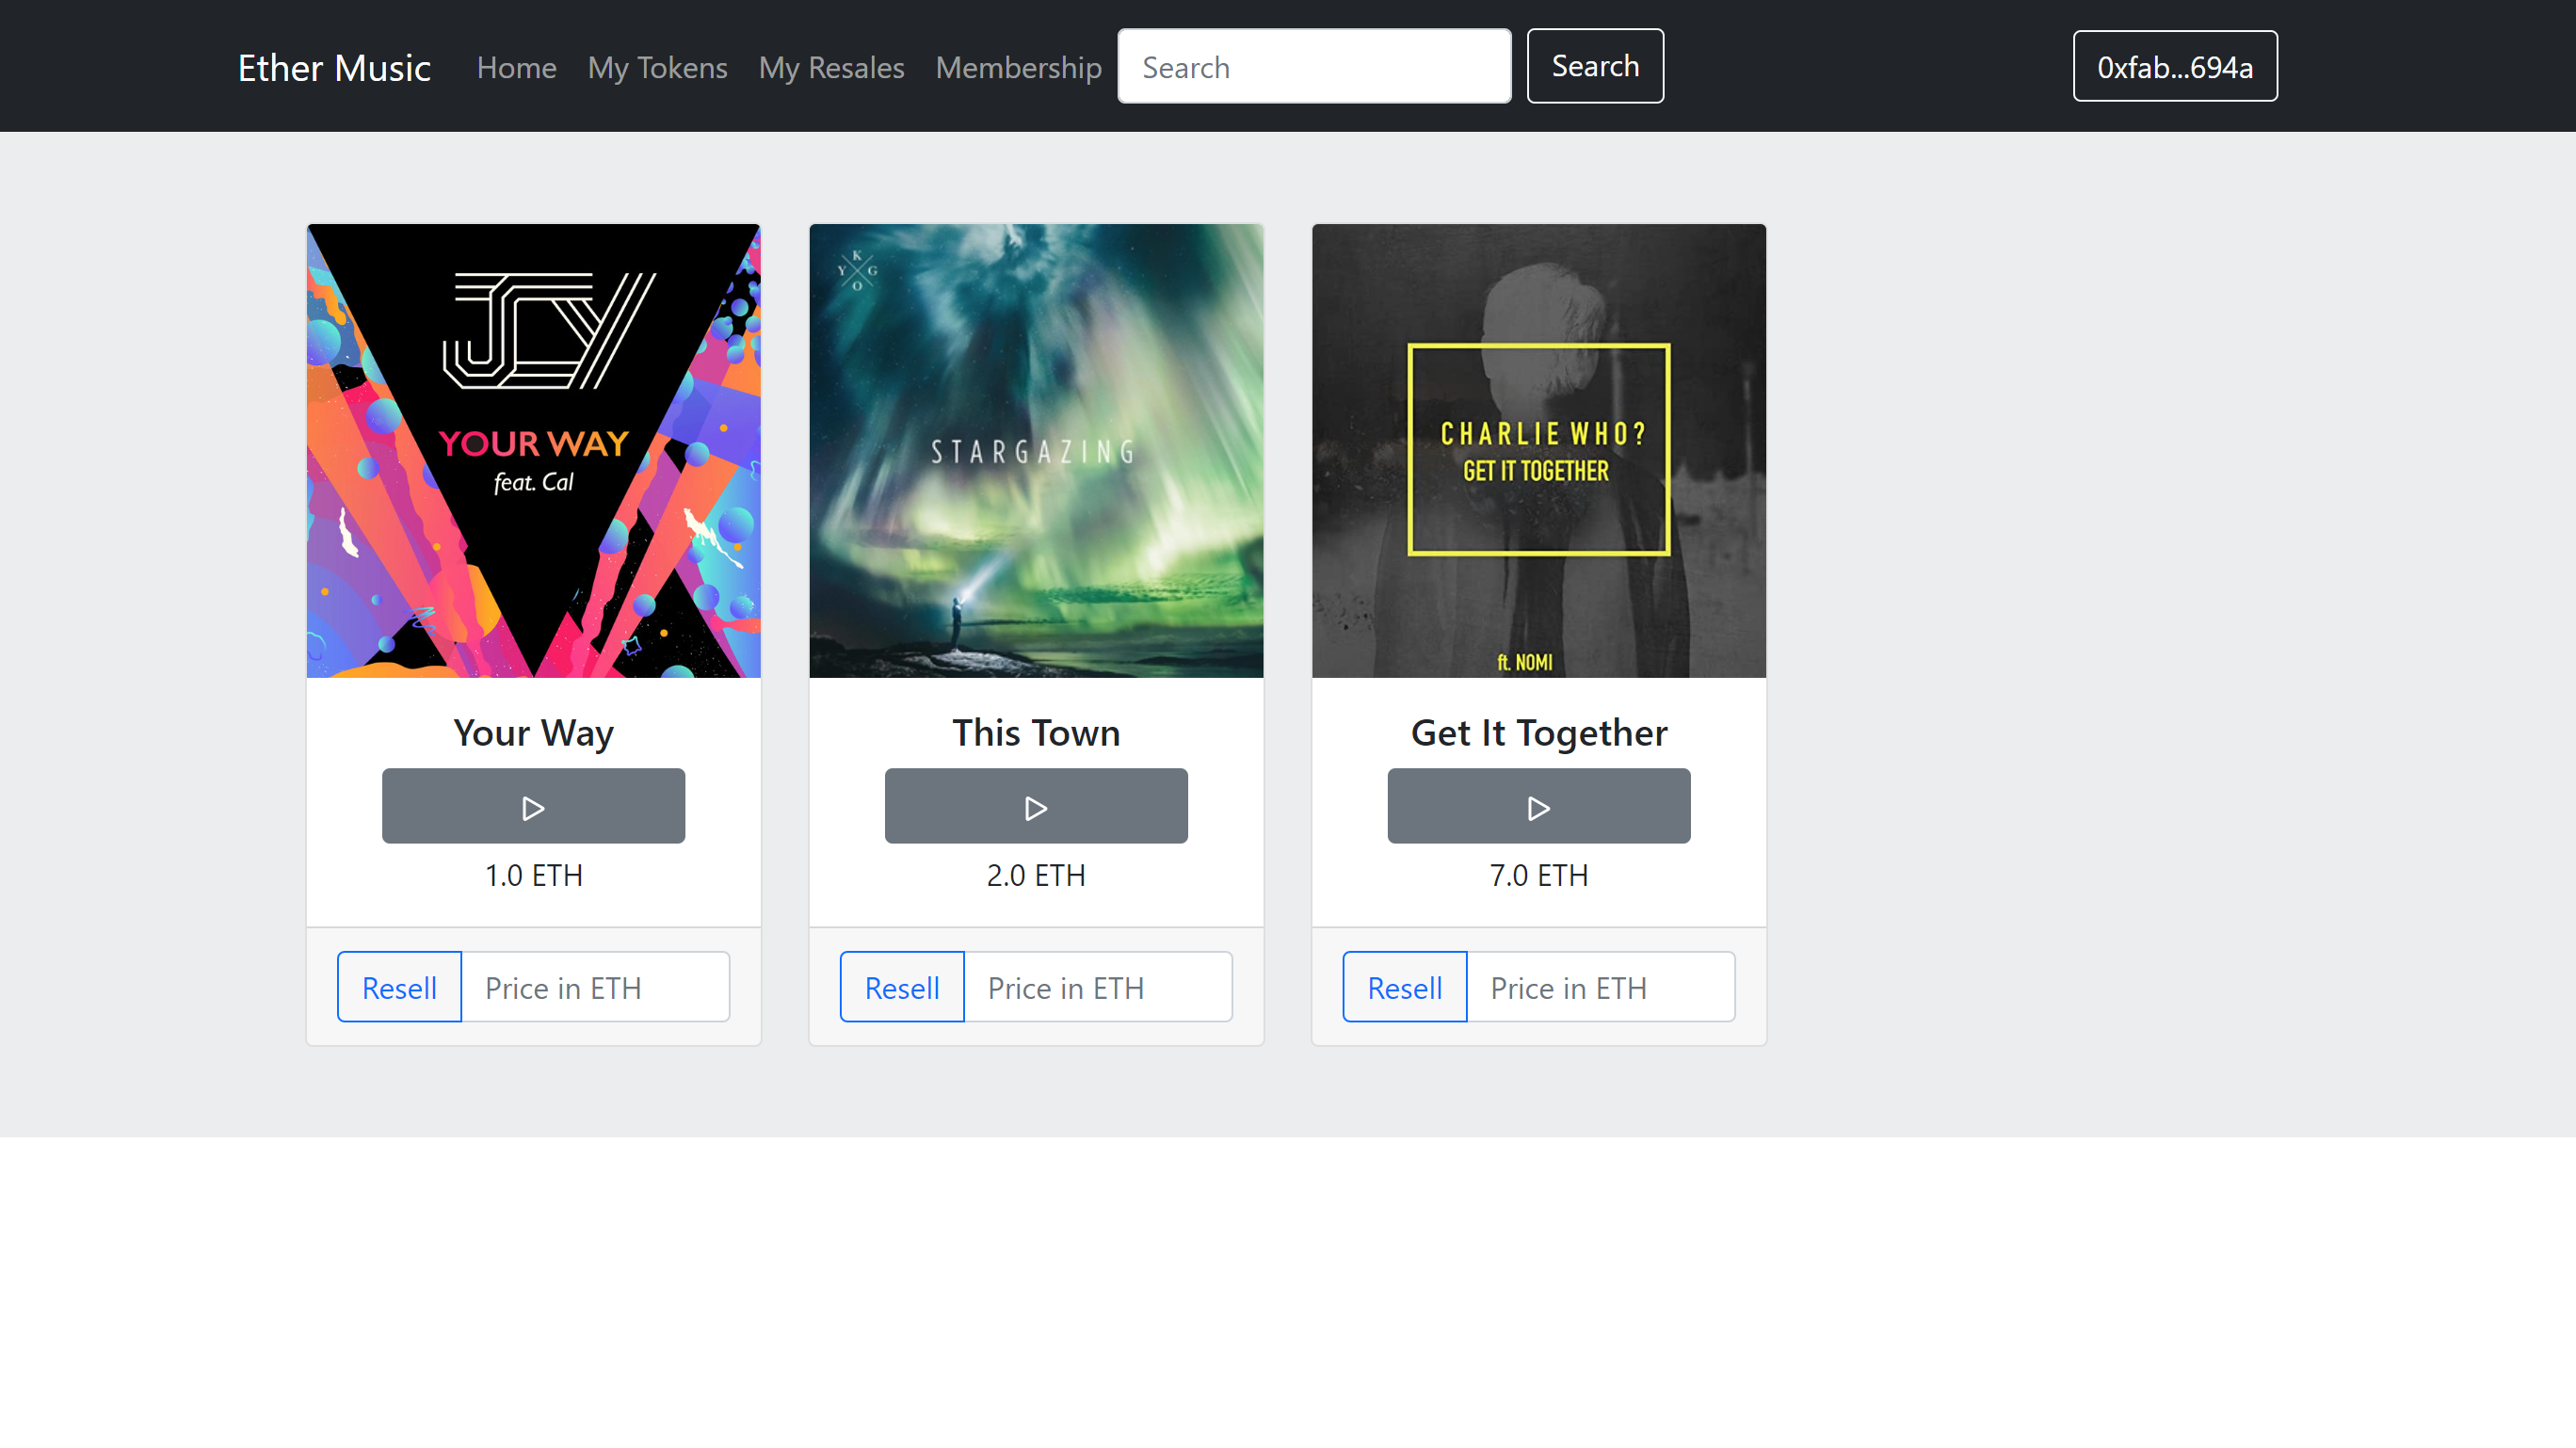 Ether Music Home My Tokens My Resales Membership Search Search 0xfab...694a
JCY
YOUR WAY
feat. Cal
K
Y G
O
STARGAZING
CHARLIE WHO?
GET IT TOGETHER
ft. NOMI
Your Way
1.0 ETH
Resell Price in ETH
This Town
2.0 ETH
Resell Price in ETH
Get It Together
7.0 ETH
Resell Price in ETH